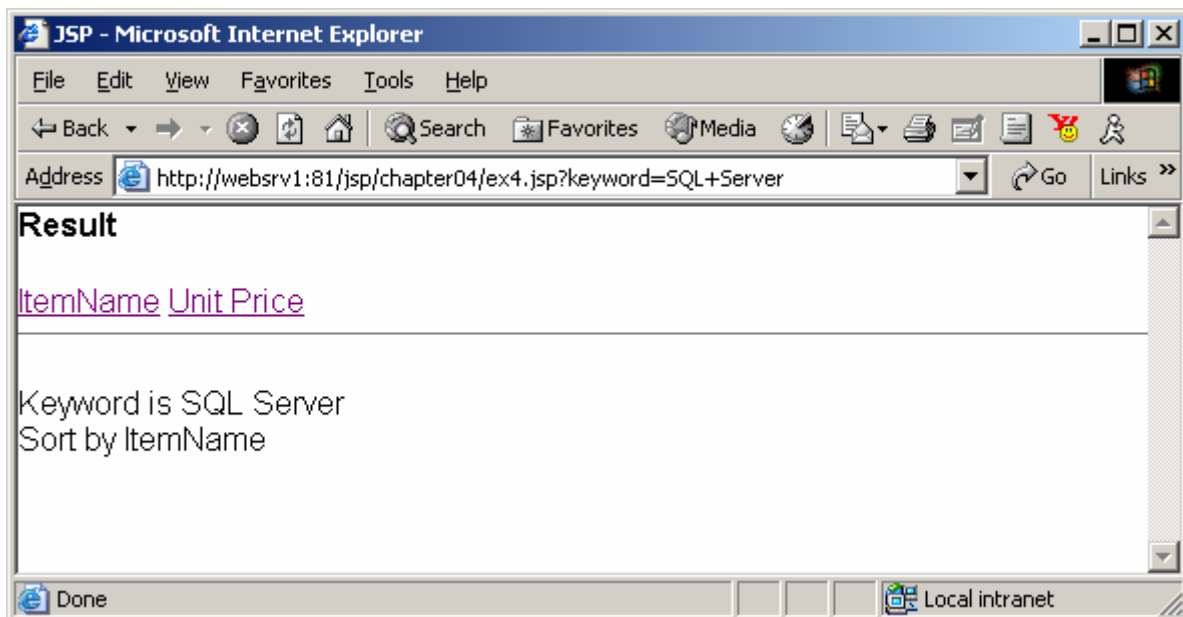 JSP - Microsoft Internet Explorer
File Edit View Favorites Tools Help
Back Search Favorites Media
Address http://websrv1:81/jsp/chapter04/ex4.jsp?keyword=SQL+Server Go Links »
Result
ItemName Unit Price
Keyword is SQL Server
Sort by ItemName
Done Local intranet